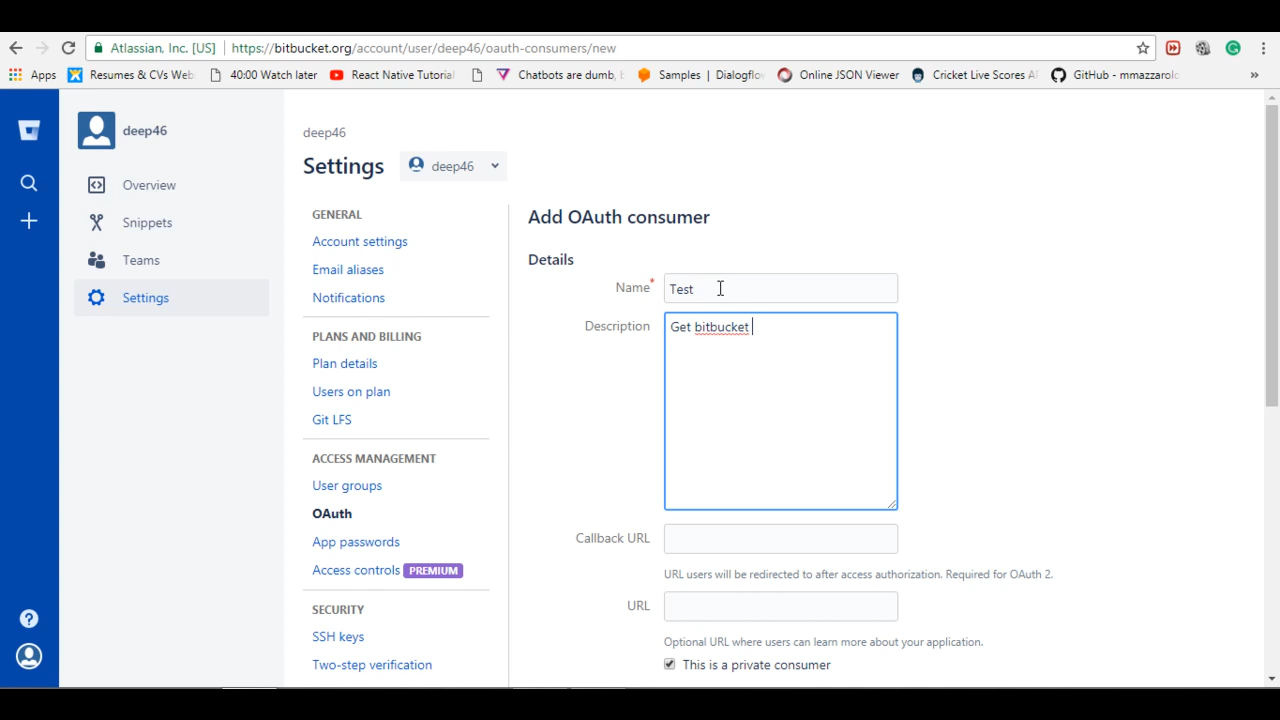 Atlassian, Inc. [US] https://bitbucket.org/account/user/deep46/oauth-consumers/new
Apps Resumes & CVs Web 40:00 Watch later React Native Tutorial Chatbots are dumb, Samples | Dialogflo Online JSON Viewer Cricket Live Scores A GitHub - mmazzarolo »
deep46
Overview
Snippets
Teams
Settings
deep46
Settings deep46
GENERAL
Account settings
Email aliases
Notifications
PLANS AND BILLING
Plan details
Users on plan
Git LFS
ACCESS MANAGEMENT
User groups
OAuth
App passwords
Access controls PREMIUM
SECURITY
SSH keys
Two-step verification
Add OAuth consumer
Details
Name* Test
Description Get bitbucket
Callback URL
URL users will be redirected to after access authorization. Required for OAuth 2.
URL
Optional URL where users can learn more about your application.
This is a private consumer